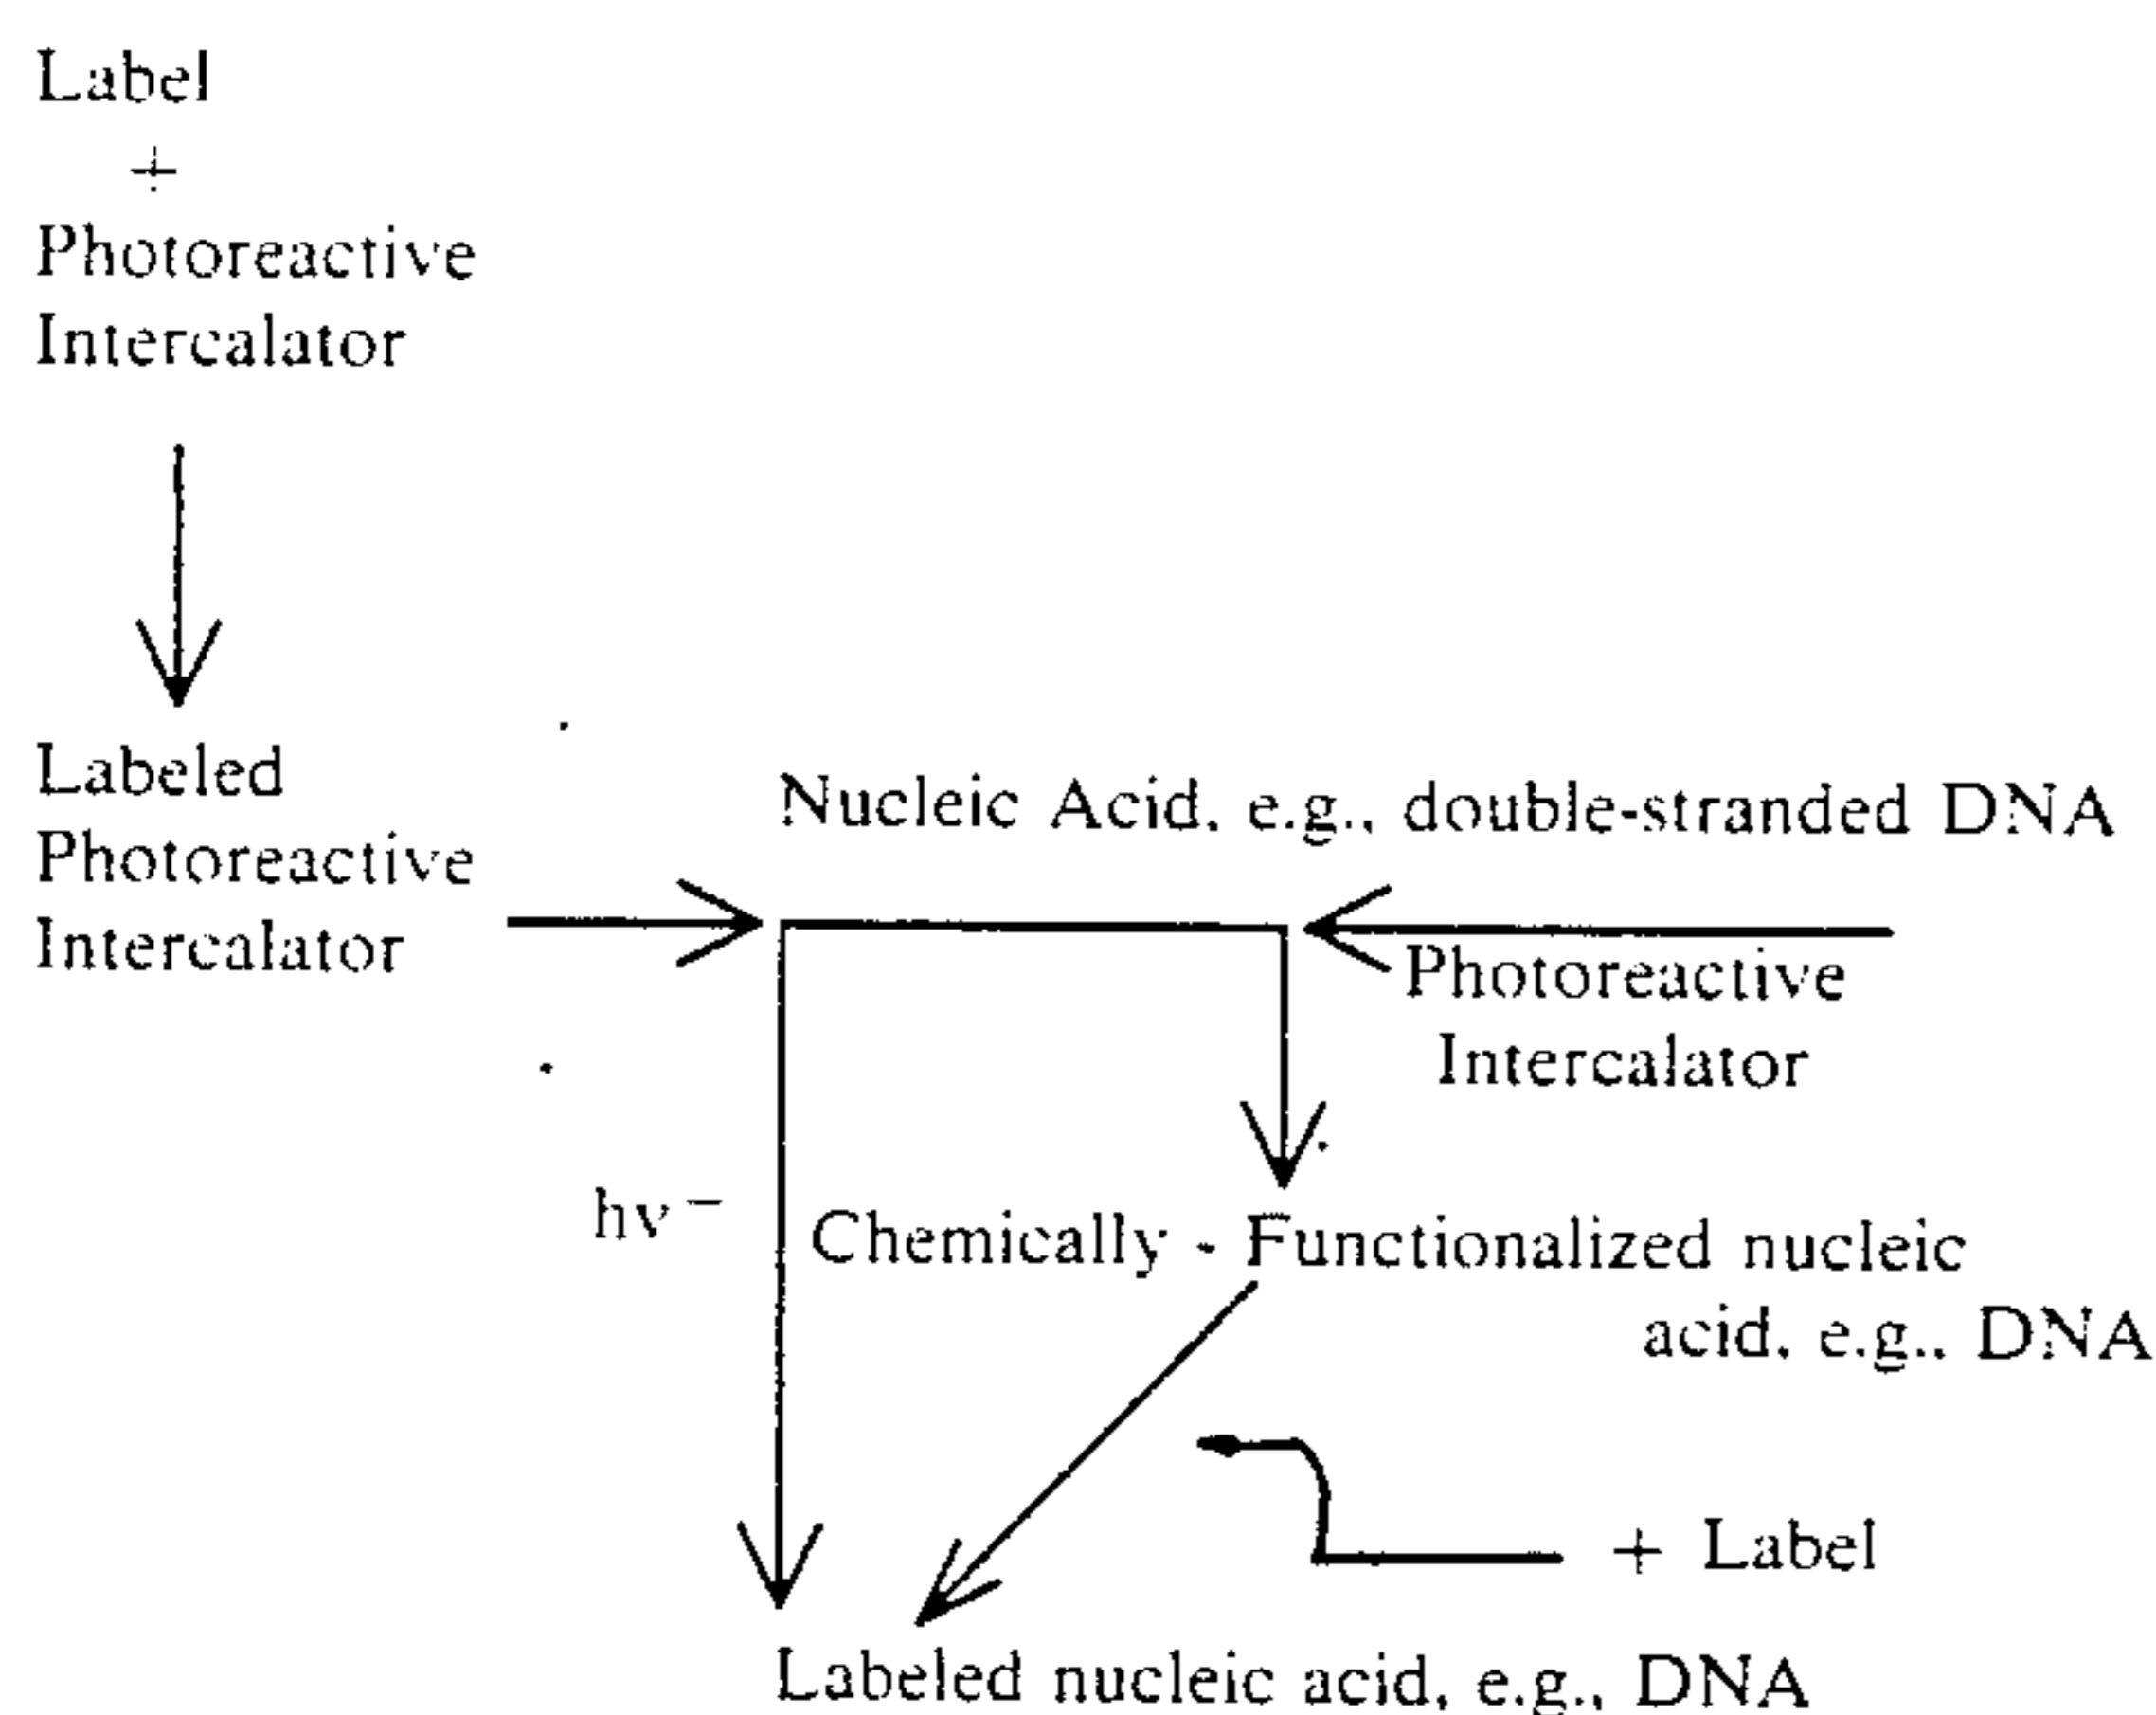 Label
+
Photoreactive
Intercalator
Labeled
Photoreactive
Intercalator
Nucleic Acid, e.g., double-stranded DNA
Photoreactive
Intercalator
hν
Chemically - Functionalized nucleic
acid, e.g., DNA
+ Label
Labeled nucleic acid, e.g., DNA